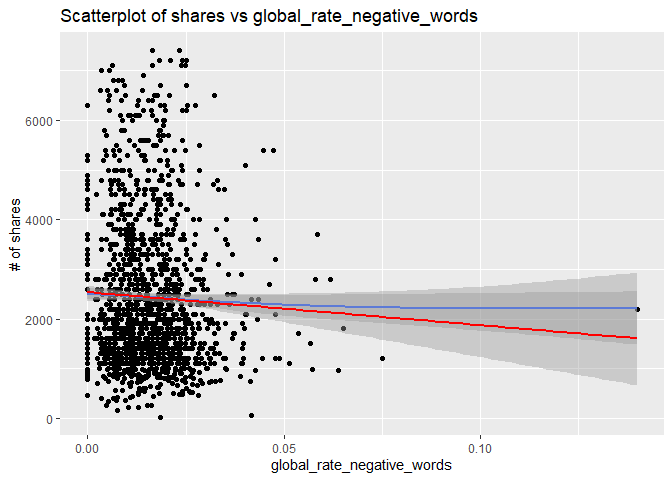 Scatterplot of shares vs global_rate_negative_words
# of shares
6000
4000
2000
0
0.00
0.05
0.10
global_rate_negative_words